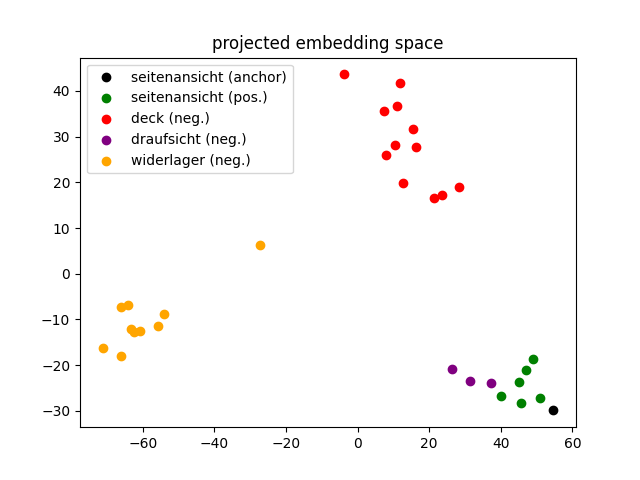 projected embedding space
seitenansicht (anchor)
seitenansicht (pos.)
deck (neg.)
draufsicht (neg.)
widerlager (neg.)
40
30
20
10
0
−10
−20
−30
−60
−40
−20
0
20
40
60